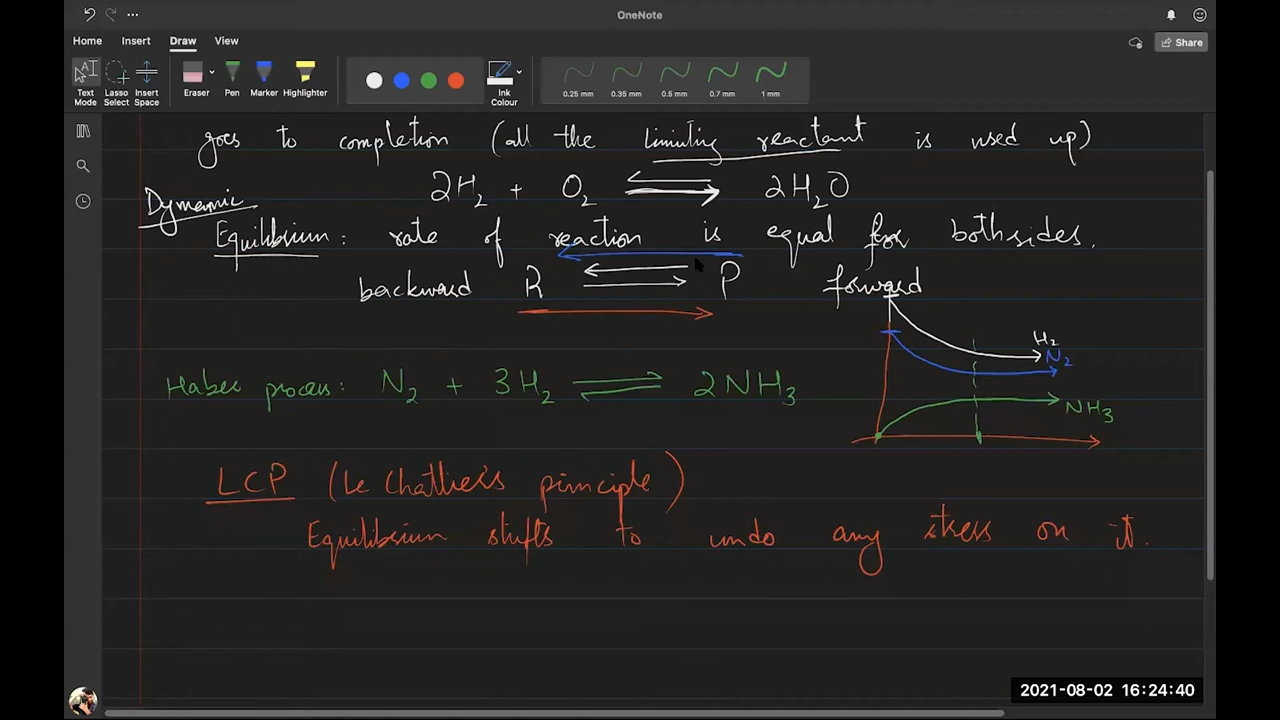 OneNote
Home Insert Draw View
Share
Text Mode Lasso Select Insert Space Eraser Pen Marker Highlighter Ink Colour 0.25 mm 0.35 mm 0.5 mm 0.7 mm 1 mm
goes to completion (all the limiting reactant is used up)
2H₂ + O₂ ⇌ 2H₂O
Dynamic
Equilibrium: rate of reaction is equal for both sides.
backward R ⇌ P forward
H₂
N₂
Haber process: N₂ + 3H₂ ⇌ 2NH₃
NH₃
LCP (Le Chatlier's principle)
Equilibrium shifts to undo any stress on it.
2021-08-02 16:24:40